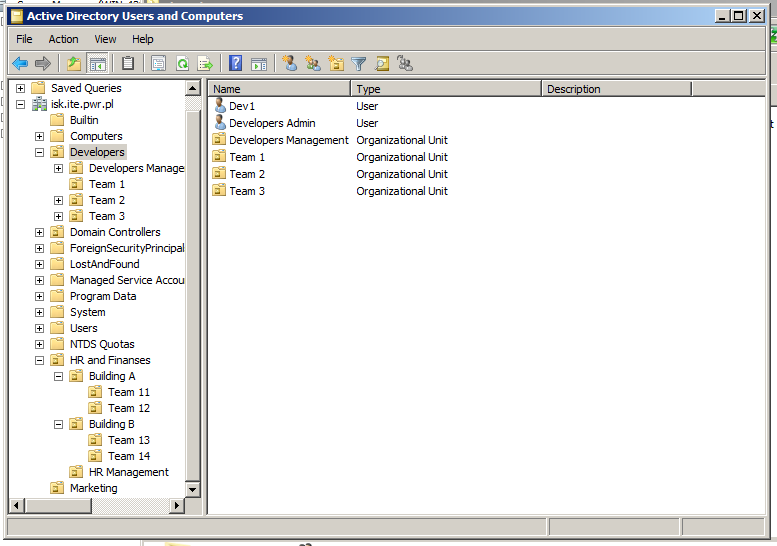 Active Directory Users and Computers
File Action View Help
Saved Queries
isk.ite.pwr.pl
Builtin
Computers
Developers
Developers Manage
Team 1
Team 2
Team 3
Domain Controllers
ForeignSecurityPrincipal
LostAndFound
Managed Service Accou
Program Data
System
Users
NTDS Quotas
HR and Finanses
Building A
Team 11
Team 12
Building B
Team 13
Team 14
HR Management
Marketing
Name Type Description
Dev1 User
Developers Admin User
Developers Management Organizational Unit
Team 1 Organizational Unit
Team 2 Organizational Unit
Team 3 Organizational Unit